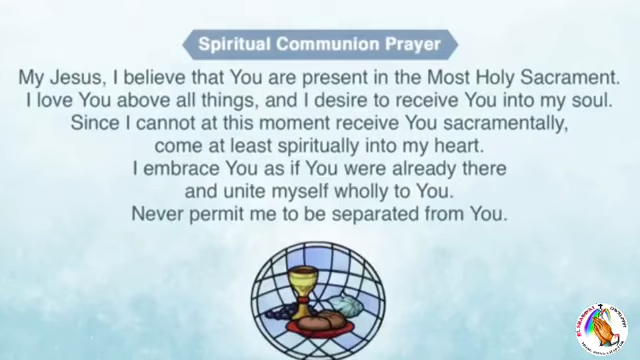 Spiritual Communion Prayer
My Jesus, I believe that You are present in the Most Holy Sacrament.
I love You above all things, and I desire to receive You into my soul.
Since I cannot at this moment receive You sacramentally,
come at least spiritually into my heart.
I embrace You as if You were already there
and unite myself wholly to You.
Never permit me to be separated from You.